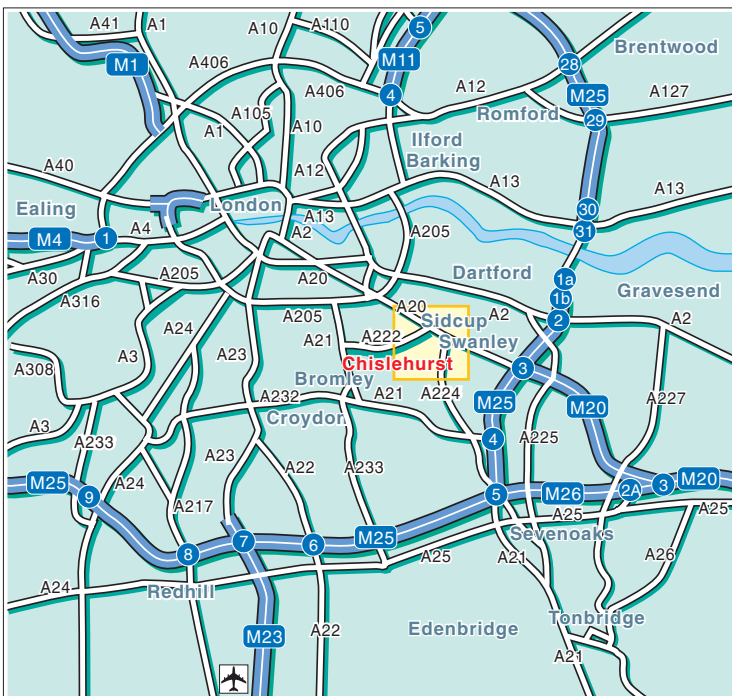 A41
A1
A10
A110
5
Brentwood
M1
A406
M11
28
A406
4
A12
M25
A127
A105
Romford
A1
A10
29
Ilford
A40
A12
Barking
Ealing
London
A13
30
A13
A4
A13
M4
1
A2
A205
31
A30
A205
A20
Dartford
1a
A316
1b
Gravesend
A20
A24
A205
Sidcup
A2
2
A2
A21
A222
Swanley
A3
A23
A308
Chislehurst
3
Bromley
A232
A21
A224
M25
M20
A227
A3
Croydon
A233
4
A225
A23
A22
A233
M25
A24
9
5
M26
2A
3
M20
A217
A25
A25
7
M25
Sevenoaks
8
6
A25
A21
A26
A24
Redhill
Edenbridge
Tonbridge
M23
A22
A21